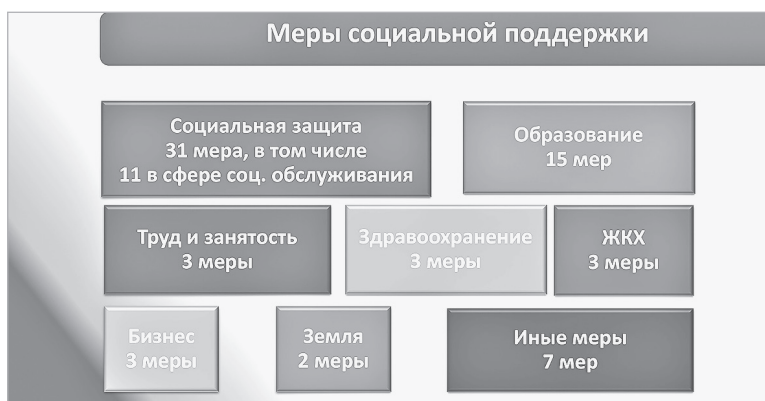 Меры социальной поддержки
Социальная защита
31 мера, в том числе
11 в сфере соц. обслуживания
Образование
15 мер
Труд и занятость
3 меры
Здравоохранение
3 меры
ЖКХ
3 меры
Бизнес
3 меры
Земля
2 меры
Иные меры
7 мер